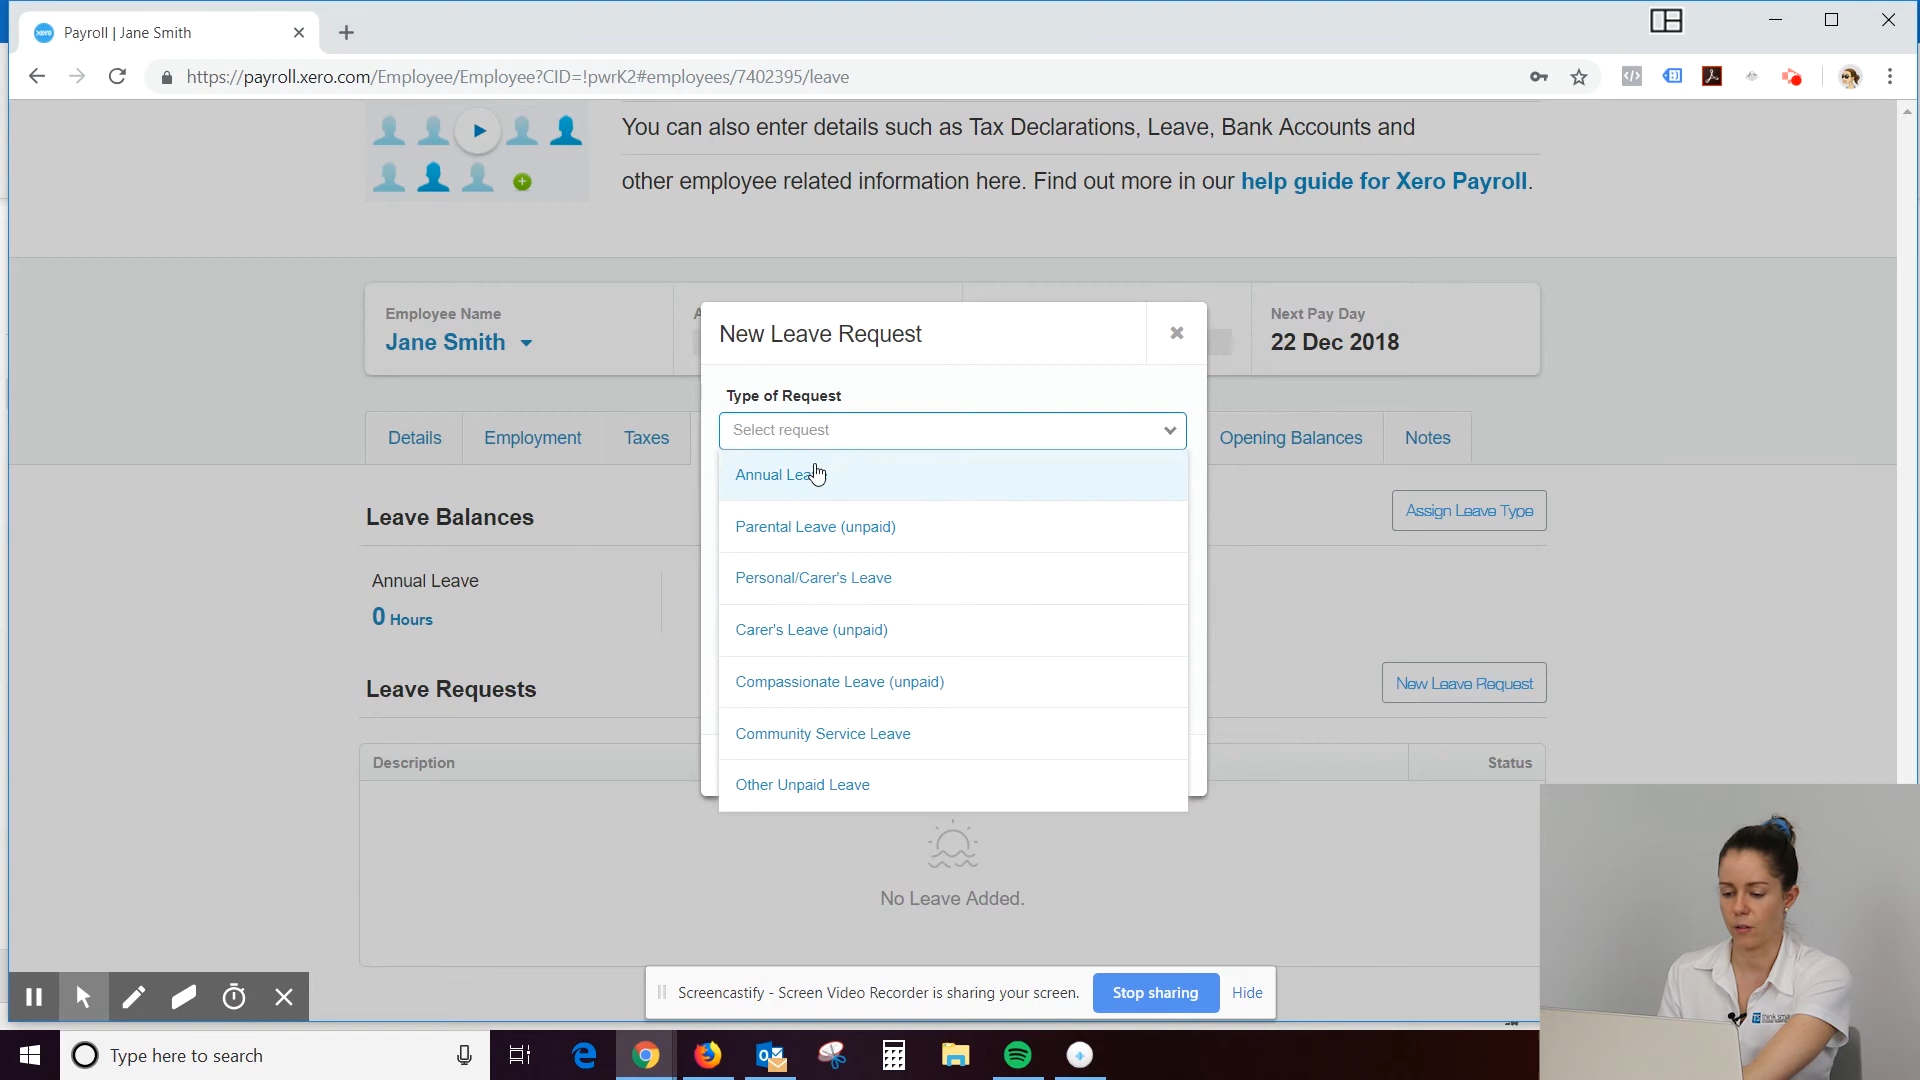 Payroll | Jane Smith
https://payroll.xero.com/Employee/Employee?CID=!pwrK2#employees/7402395/leave
You can also enter details such as Tax Declarations, Leave, Bank Accounts and
other employee related information here. Find out more in our help guide for Xero Payroll.
Employee Name
Jane Smith
Next Pay Day
22 Dec 2018
New Leave Request
Type of Request
Select request
Annual Leave
Parental Leave (unpaid)
Personal/Carer's Leave
Carer's Leave (unpaid)
Compassionate Leave (unpaid)
Community Service Leave
Other Unpaid Leave
Details
Employment
Taxes
Opening Balances
Notes
Leave Balances
Assign Leave Type
Annual Leave
0 Hours
Leave Requests
New Leave Request
Description
Status
No Leave Added.
Screencastify - Screen Video Recorder is sharing your screen.
Stop sharing
Hide
Type here to search